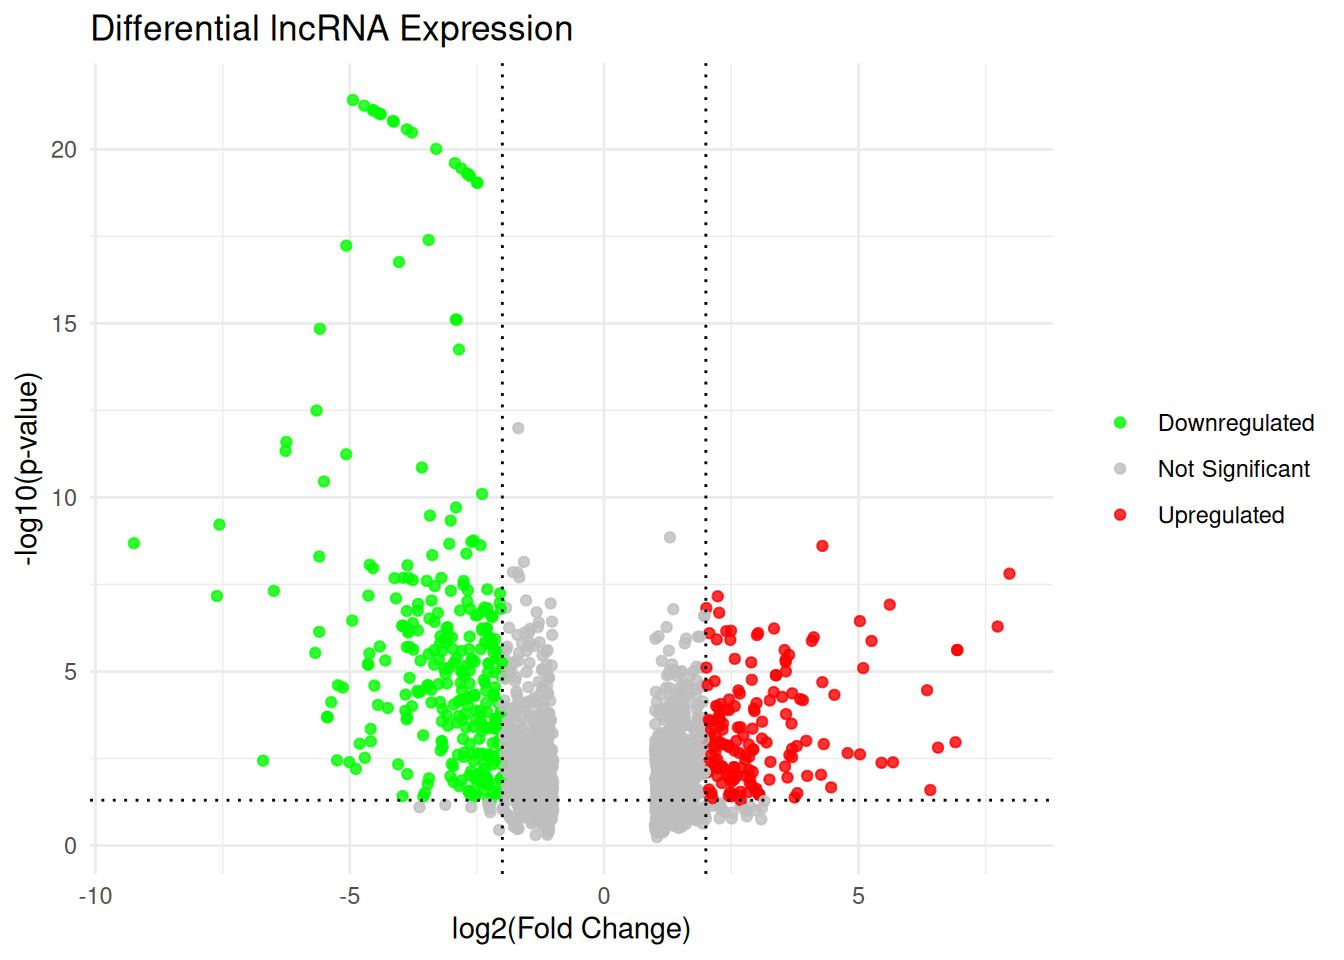 Differential lncRNA Expression
20
15
10
5
0
-log10(p-value)
-10
-5
0
5
log2(Fold Change)
Downregulated
Not Significant
Upregulated